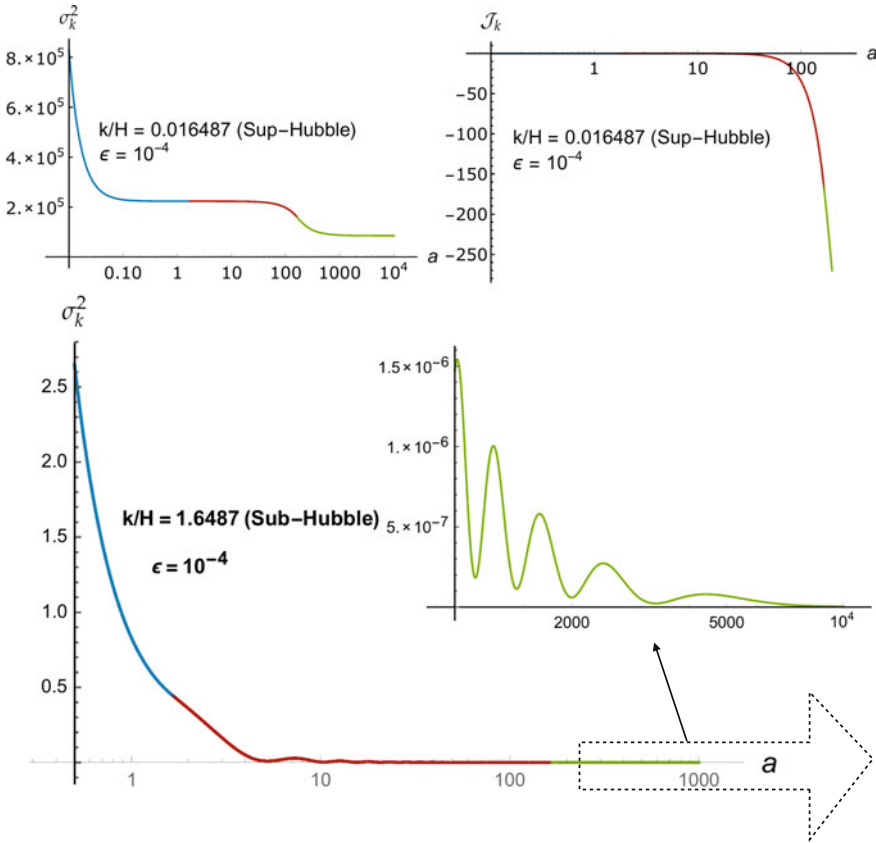 σ_k^2
8.×10^5
6.×10^5
4.×10^5
2.×10^5
k/H = 0.016487 (Sup−Hubble)
ϵ = 10^−4
0.10 1 10 100 1000 10^4
a
𝒥_k
1 10 100
a
−50
−100
−150
−200
−250
k/H = 0.016487 (Sup−Hubble)
ϵ = 10^−4
σ_k^2
2.5
2.0
1.5
1.0
0.5
k/H = 1.6487 (Sub−Hubble)
ϵ = 10^−4
1 10 100 1000
a
1.5×10^−6
1.×10^−6
5.×10^−7
2000 5000 10^4